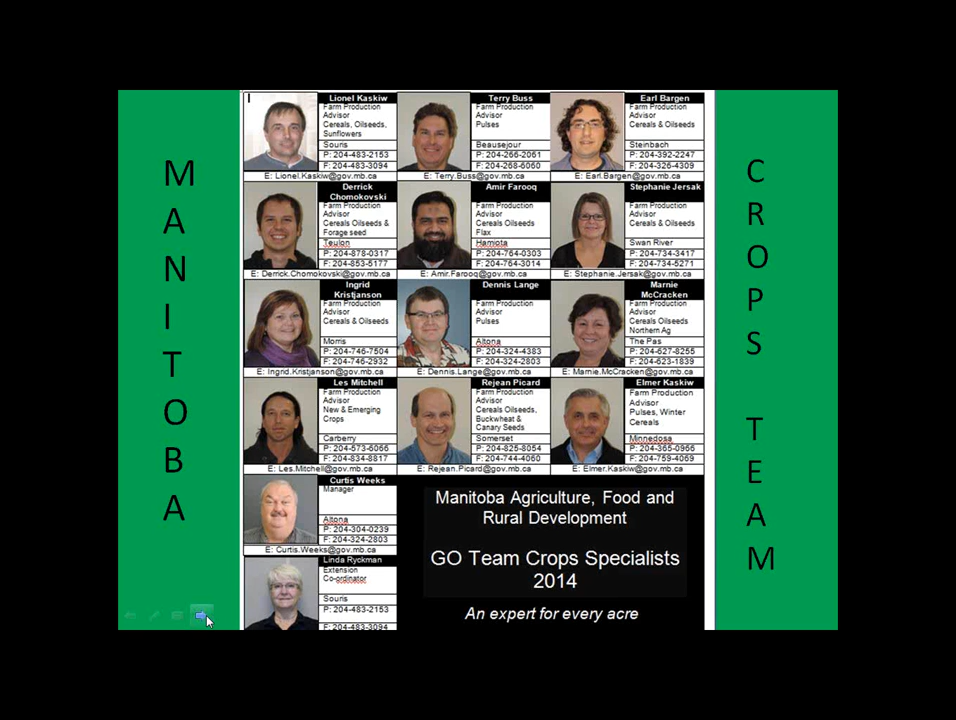 MANITOBA
Lionel Kaskiw
Farm Production
Advisor
Cereals, Oilseeds,
Sunflowers
Souris
P: 204-483-2153
F: 204-483-3094
E: Lionel.Kaskiw@gov.mb.ca
Terry Buss
Farm Production
Advisor
Pulses
Beausejour
P: 204-266-2061
F: 204-268-6060
E: Terry.Buss@gov.mb.ca
Earl Bargen
Farm Production
Advisor
Cereals & Oilseeds
Steinbach
P: 204-392-2247
F: 204-326-4309
E: Earl.Bargen@gov.mb.ca
Derrick
Chomokovski
Farm Production
Advisor
Cereals Oilseeds &
Forage seed
Teulon
P: 204-878-0317
F: 204-853-5177
E: Derrick.Chomokovski@gov.mb.ca
Amir Farooq
Farm Production
Advisor
Cereals Oilseeds
Flax
Hamiota
P: 204-764-0303
F: 204-764-3014
E: Amir.Farooq@gov.mb.ca
Stephanie Jersak
Farm Production
Advisor
Cereals & Oilseeds
Swan River
P: 204-734-3417
F: 204-734-5271
E: Stephanie.Jersak@gov.mb.ca
Ingrid
Kristjanson
Farm Production
Advisor
Cereals & Oilseeds
Morris
P: 204-746-7504
F: 204-746-2932
E: Ingrid.Kristjanson@gov.mb.ca
Dennis Lange
Farm Production
Advisor
Pulses
Altona
P: 204-324-4383
F: 204-324-2803
E: Dennis.Lange@gov.mb.ca
Marnie
McCracken
Farm Production
Advisor
Cereals Oilseeds
Northern Ag
The Pas
P: 204-627-8255
F: 204-623-1839
E: Marnie.McCracken@gov.mb.ca
Les Mitchell
Farm Production
Advisor
New & Emerging
Crops
Carberry
P: 204-573-6066
F: 204-834-8817
E: Les.Mitchell@gov.mb.ca
Rejean Picard
Farm Production
Advisor
Cereals Oilseeds,
Buckwheat &
Canary Seeds
Somerset
P: 204-825-8054
F: 204-744-4060
E: Rejean.Picard@gov.mb.ca
Elmer Kaskiw
Farm Production
Advisor
Pulses, Winter
Cereals
Minnedosa
P: 204-365-0966
F: 204-759-4069
E: Elmer.Kaskiw@gov.mb.ca
Curtis Weeks
Manager
Altona
P: 204-304-0239
F: 204-324-2803
E: Curtis.Weeks@gov.mb.ca
Linda Ryckman
Extension
Co-ordinator
Souris
P: 204-483-2153
F: 204-483-3094
Manitoba Agriculture, Food and
Rural Development
GO Team Crops Specialists
2014
An expert for every acre
CROPS TEAM